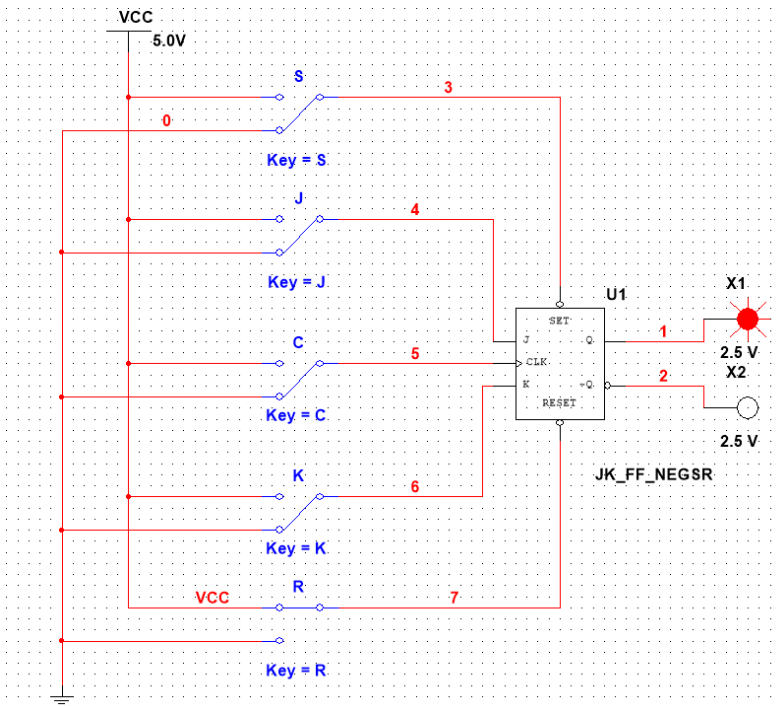 VCC
5.0V
S
3
0
Key = S
J
4
Key = J
U1
X1
SET
J
Q
1
2.5 V
C
5
CLK
X2
K
~Q
2
Key = C
RESET
2.5 V
K
6
JK_FF_NEGSR
Key = K
R
VCC
7
Key = R